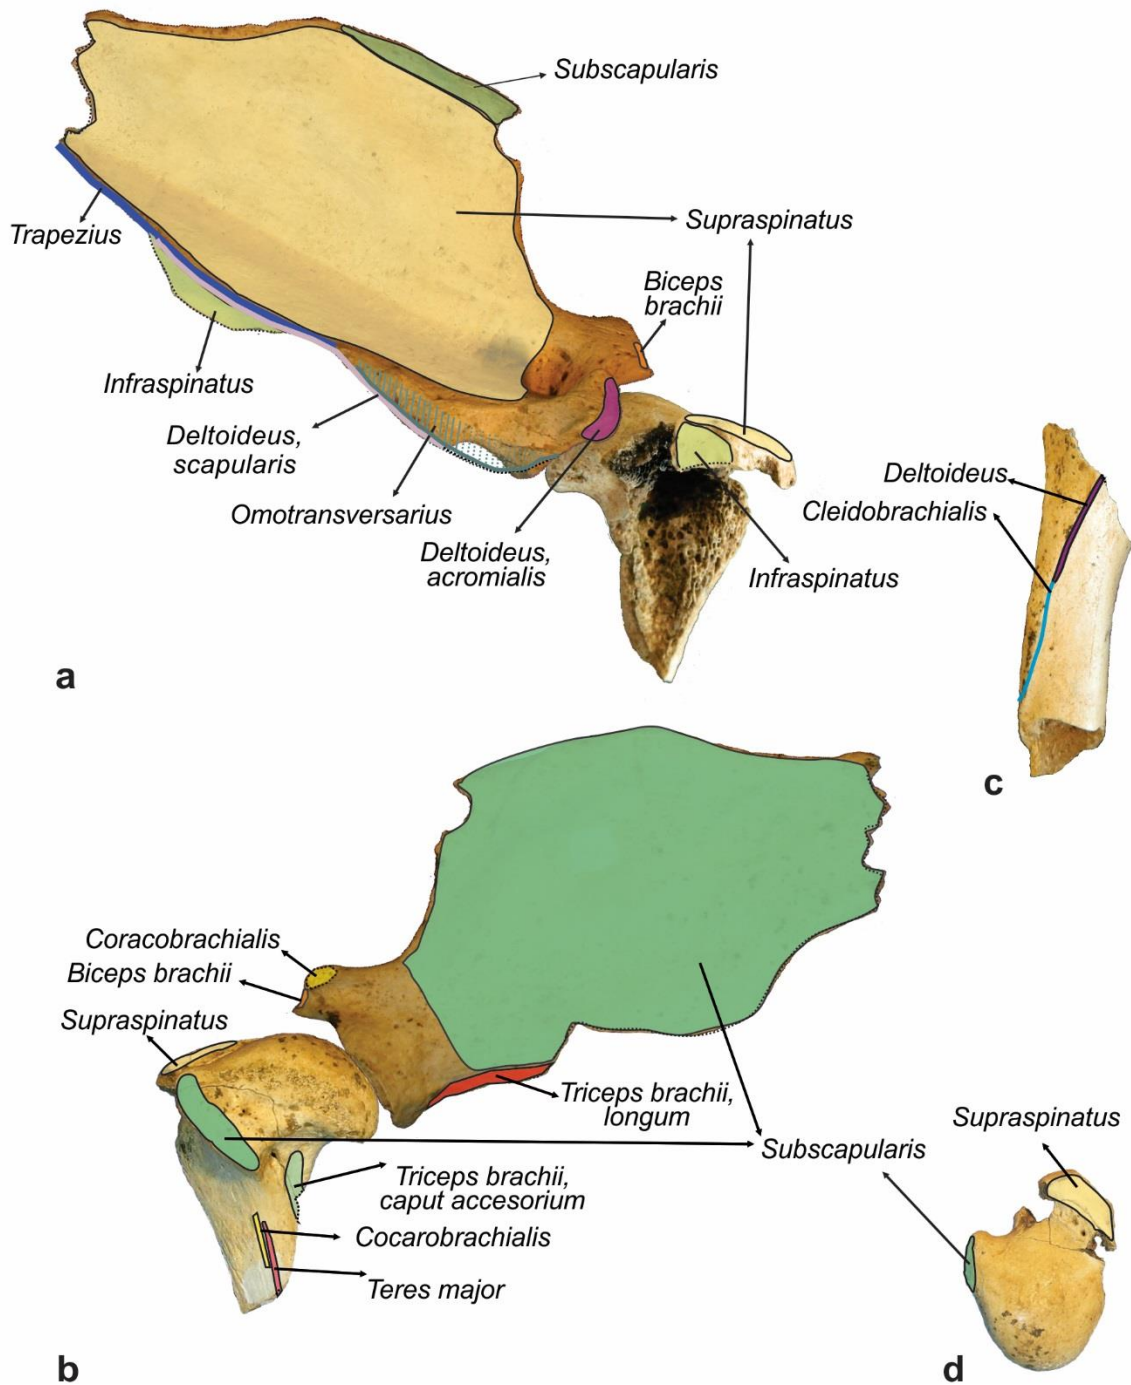 Subscapularis
Trapezius
Supraspinatus
Biceps
brachii
Infraspinatus
Deltoideus,
scapularis
Omotransversarius
Deltoideus,
acromialis
Infraspinatus
a
Deltoideus
Cleidobrachialis
c
Coracobrachialis
Biceps brachii
Supraspinatus
Triceps brachii,
longum
Subscapularis
Triceps brachii,
caput accesorium
Cocarobrachialis
Teres major
b
Supraspinatus
d